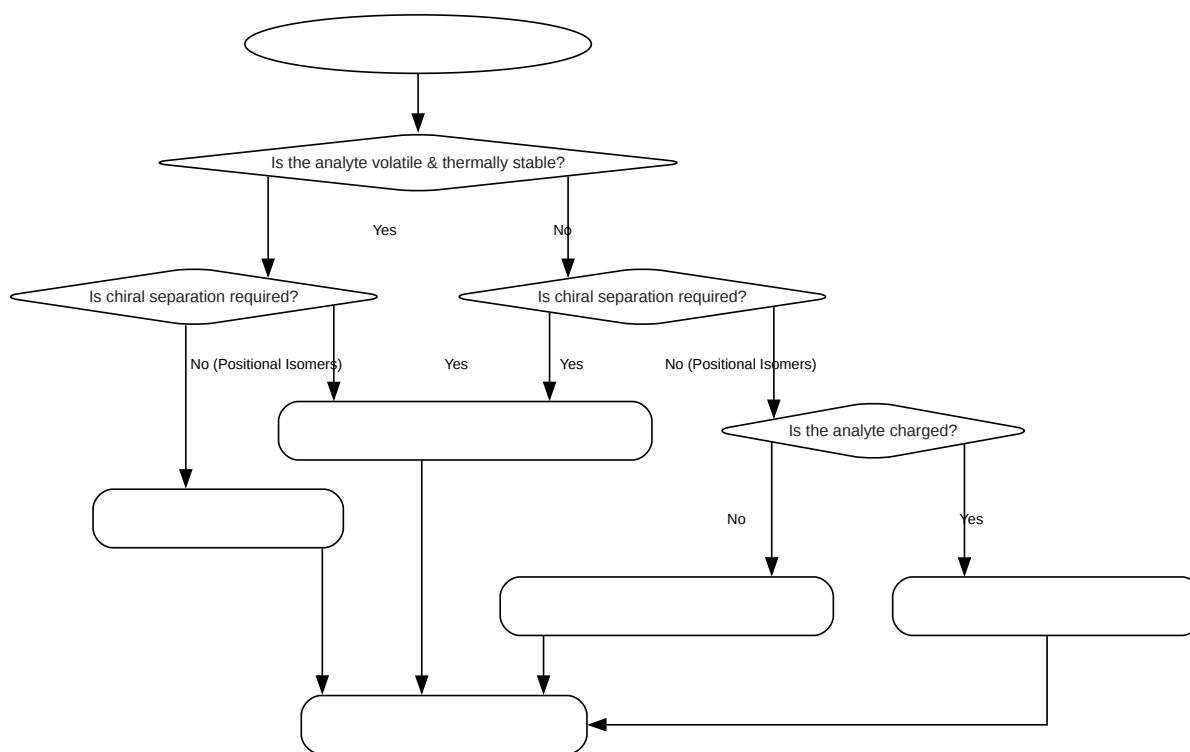 Is the analyte volatile & thermally stable?
Yes
No
Is chiral separation required?
Is chiral separation required?
No (Positional Isomers)
Yes
Yes
No (Positional Isomers)
Is the analyte charged?
No
Yes